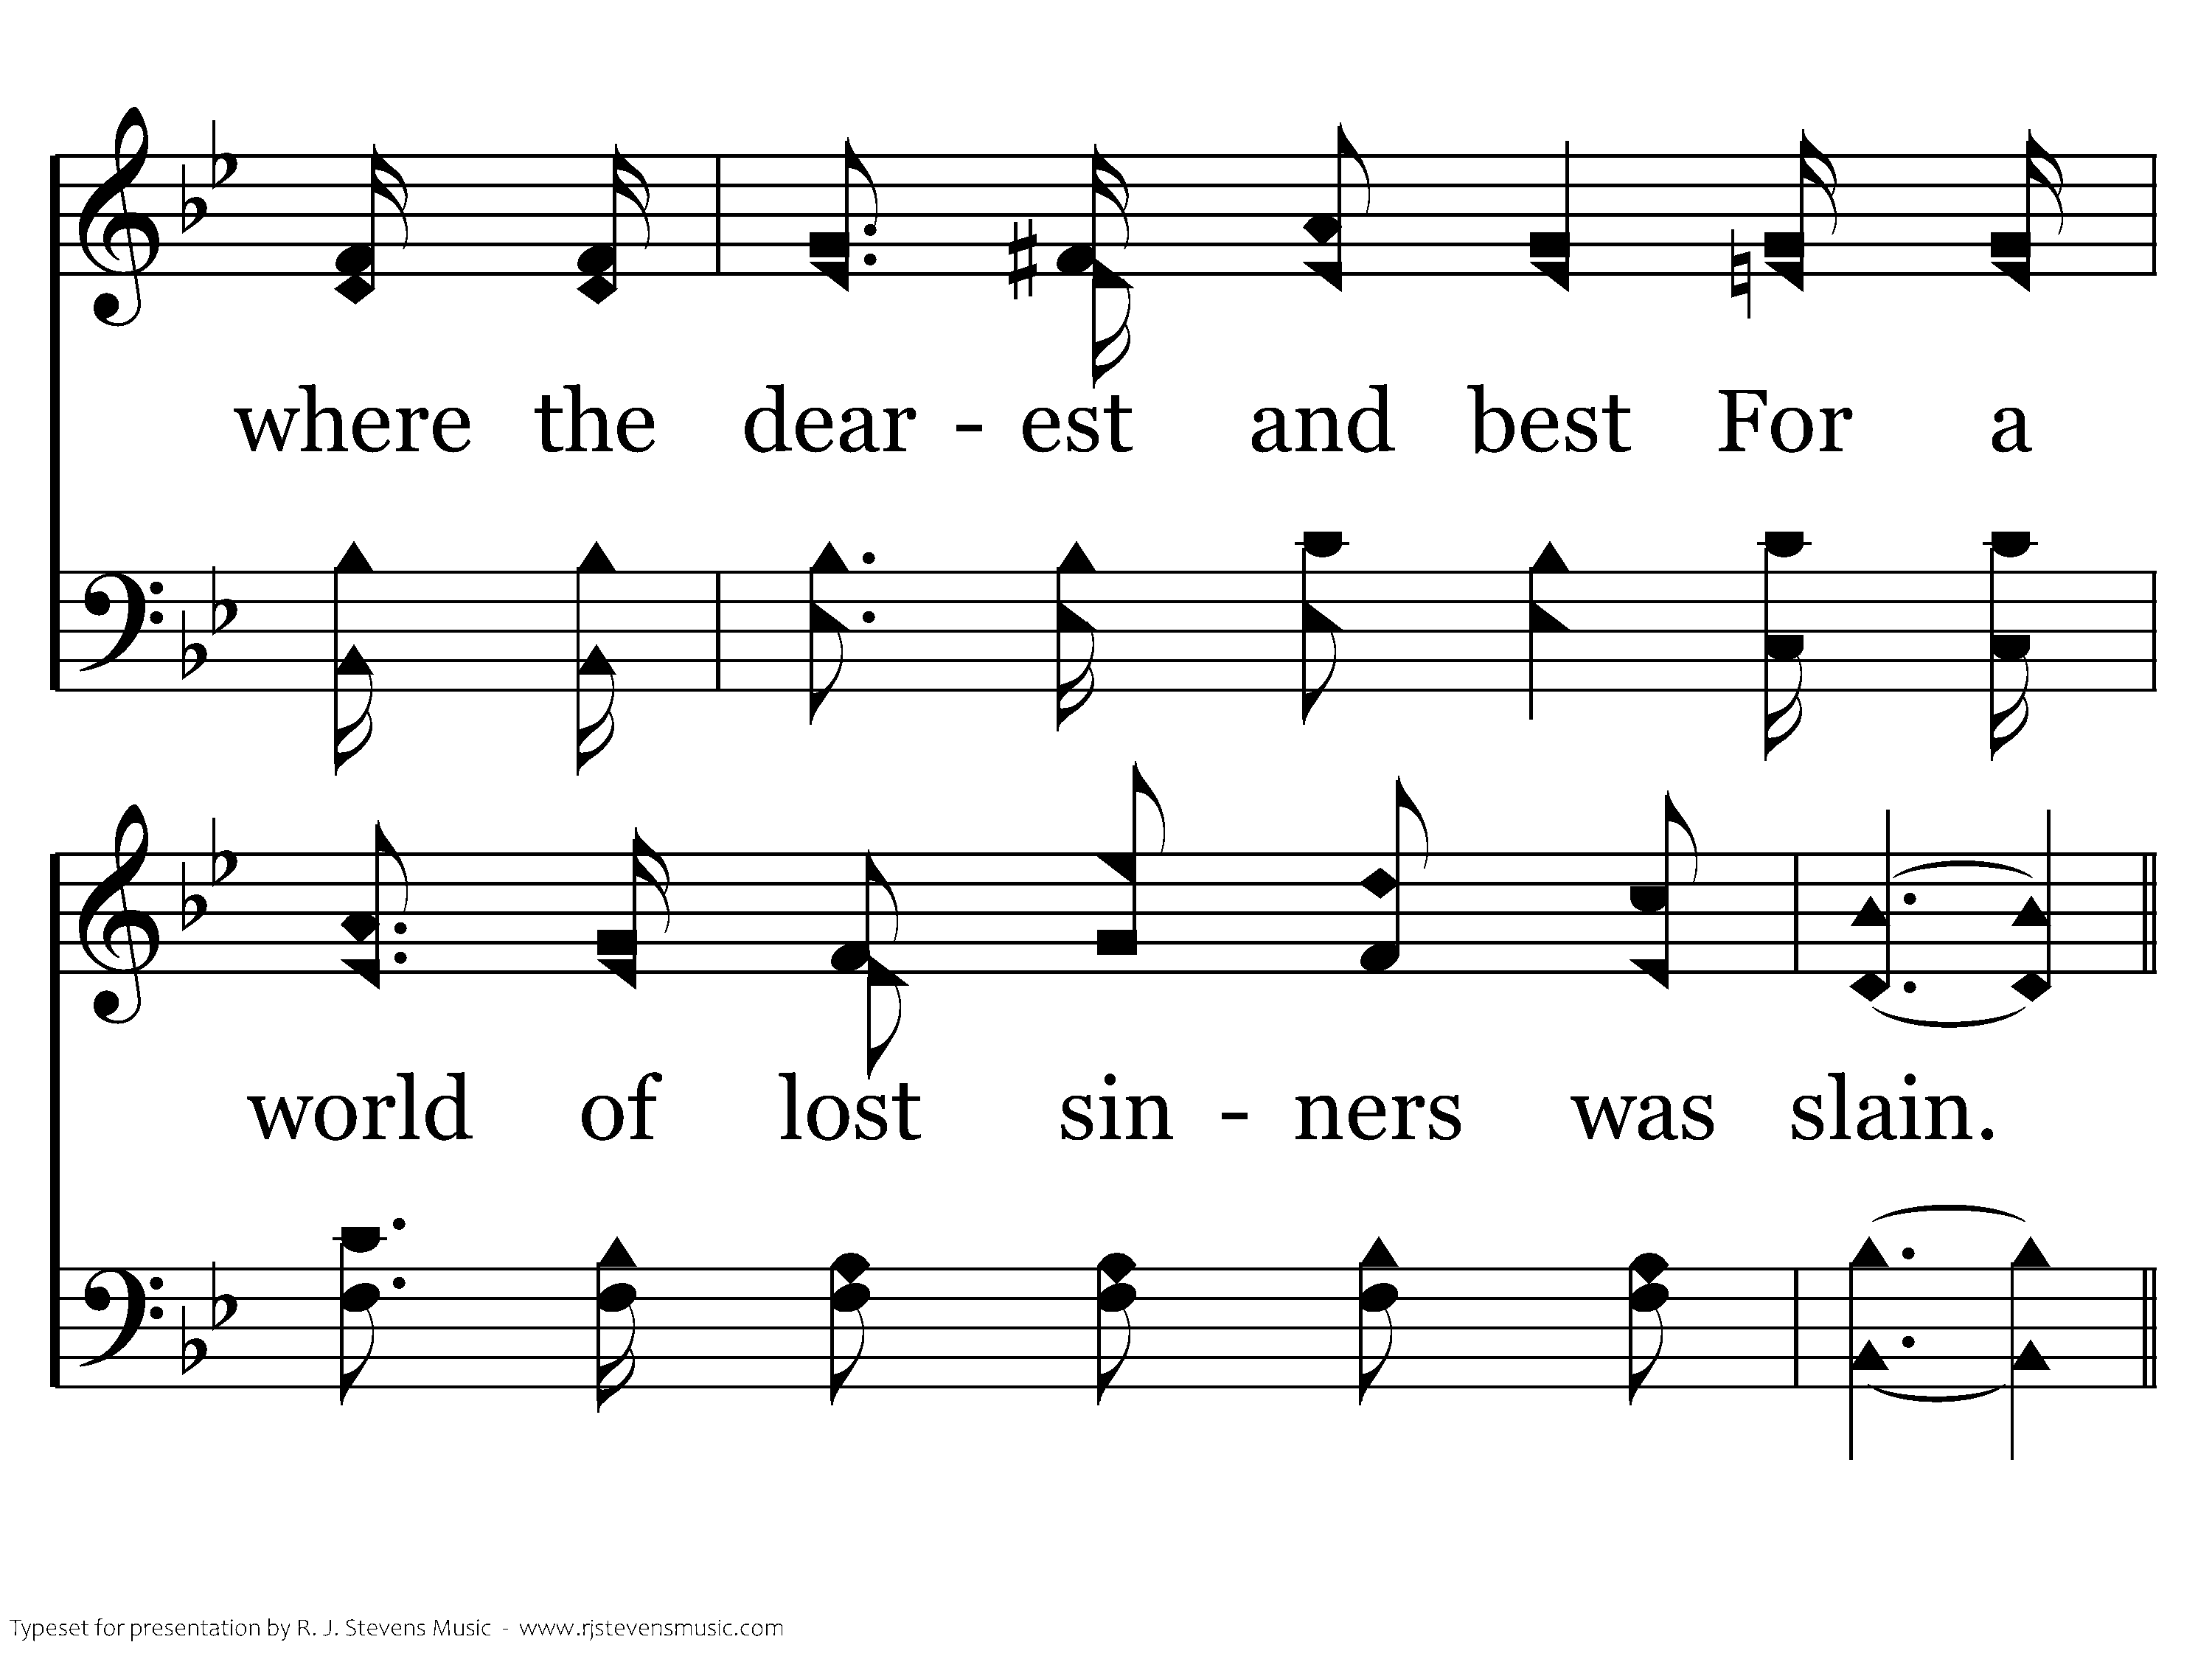 where the dear - est and best For a
world of lost sin - ners was slain.
Typeset for presentation by R. J. Stevens Music - www.rjstevensmusic.com